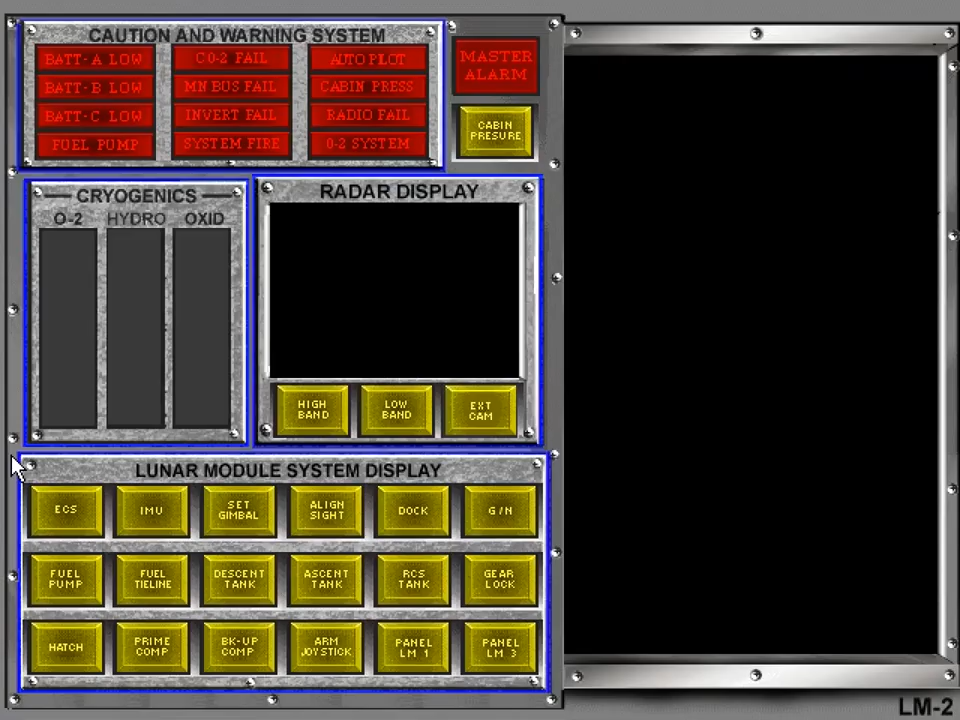 CAUTION AND WARNING SYSTEM
BATT-A LOW
C0-2 FAIL
AUTO PILOT
BATT-B LOW
MN BUS FAIL
CABIN PRESS
BATT-C LOW
INVERT FAIL
RADIO FAIL
FUEL PUMP
SYSTEM FIRE
0-2 SYSTEM
MASTER
ALARM
CABIN
PRESURE
CRYOGENICS
O-2 HYDRO OXID
RADAR DISPLAY
HIGH
BAND
LOW
BAND
EXT
CAM
LUNAR MODULE SYSTEM DISPLAY
ECS
IMU
SET
GIMBAL
ALIGN
SIGHT
DOCK
G/N
FUEL
PUMP
FUEL
TIELINE
DESCENT
TANK
ASCENT
TANK
RCS
TANK
GEAR
LOCK
HATCH
PRIME
COMP
BK-UP
COMP
ARM
JOYSTICK
PANEL
LM 1
PANEL
LM 3
LM-2